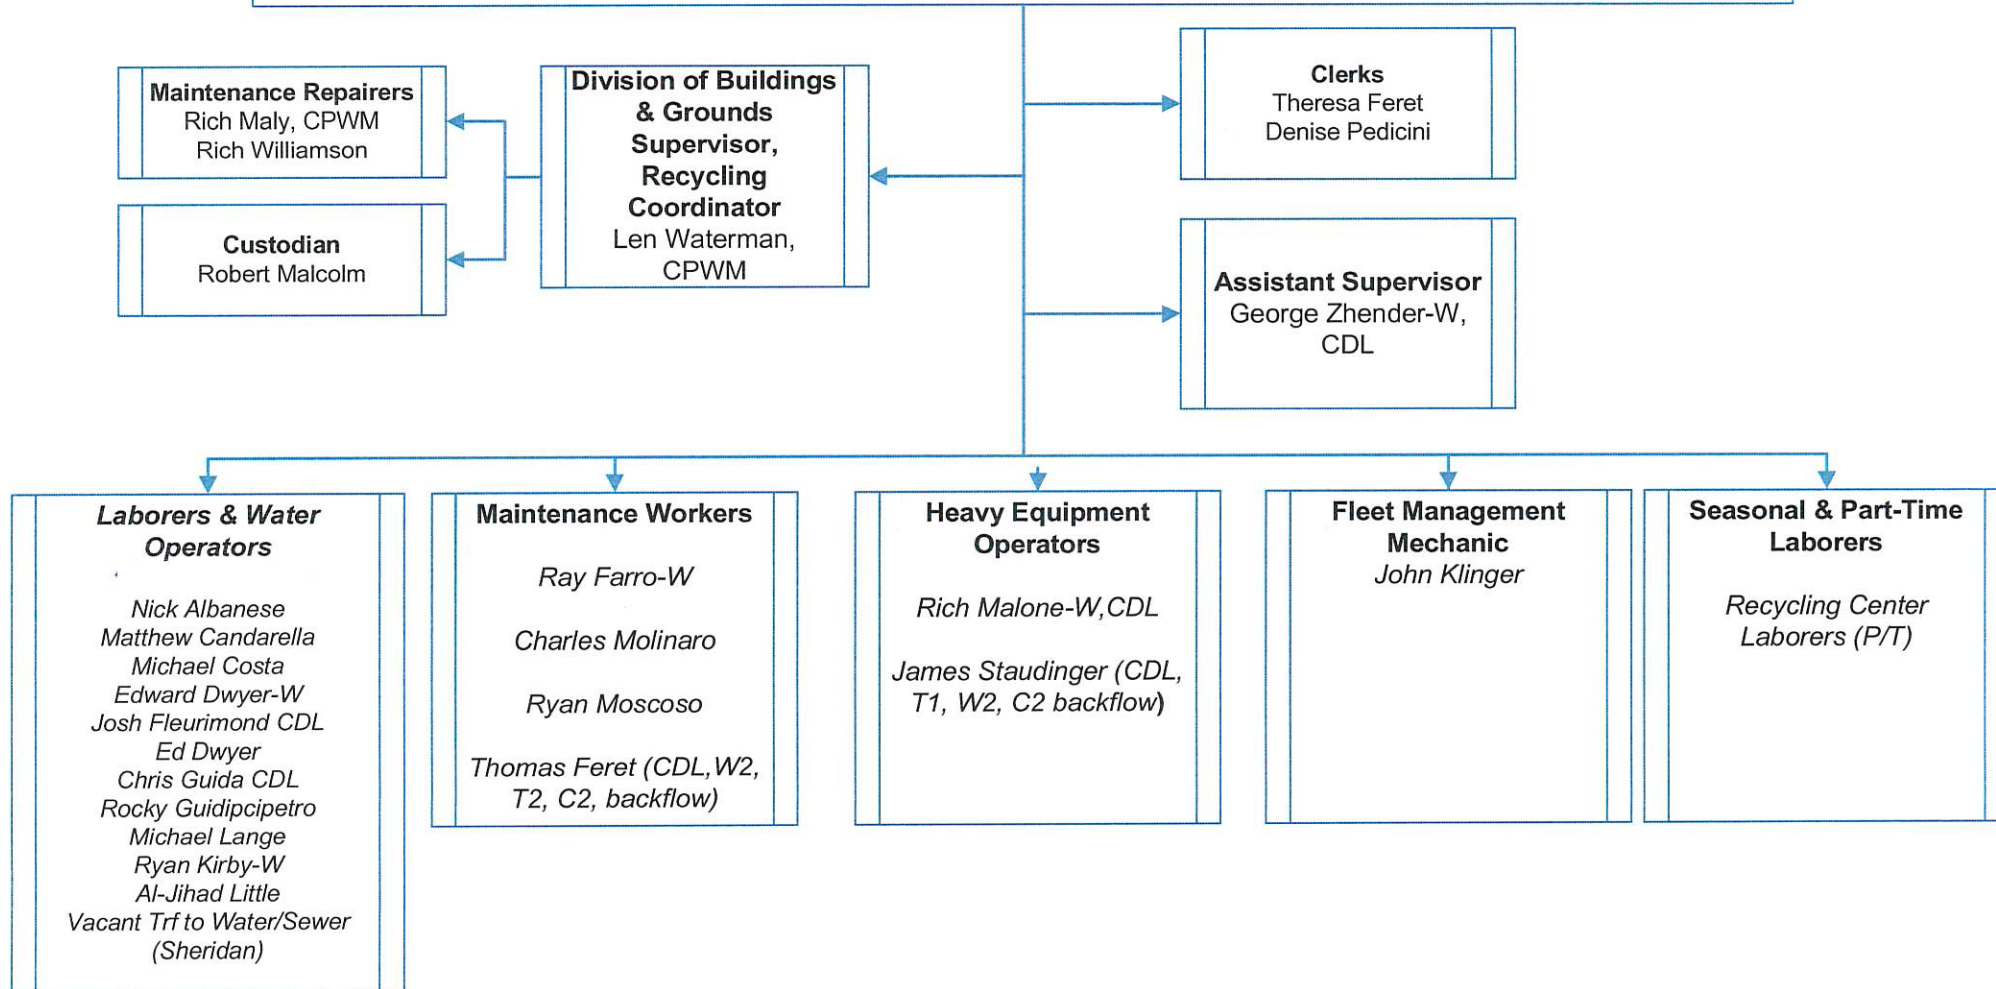 Maintenance Repairers
Rich Maly, CPWM
Rich Williamson
Custodian
Robert Malcolm
Division of Buildings
& Grounds
Supervisor,
Recycling
Coordinator
Len Waterman,
CPWM
Clerks
Theresa Feret
Denise Pedicini
Assistant Supervisor
George Zhender-W,
CDL
Laborers & Water
Operators
Nick Albanese
Matthew Candarella
Michael Costa
Edward Dwyer-W
Josh Fleurimond CDL
Ed Dwyer
Chris Guida CDL
Rocky Guidipcipetro
Michael Lange
Ryan Kirby-W
Al-Jihad Little
Vacant Trf to Water/Sewer
(Sheridan)
Maintenance Workers
Ray Farro-W
Charles Molinaro
Ryan Moscoso
Thomas Feret (CDL,W2,
T2, C2, backflow)
Heavy Equipment
Operators
Rich Malone-W,CDL
James Staudinger (CDL,
T1, W2, C2 backflow)
Fleet Management
Mechanic
John Klinger
Seasonal & Part-Time
Laborers
Recycling Center
Laborers (P/T)